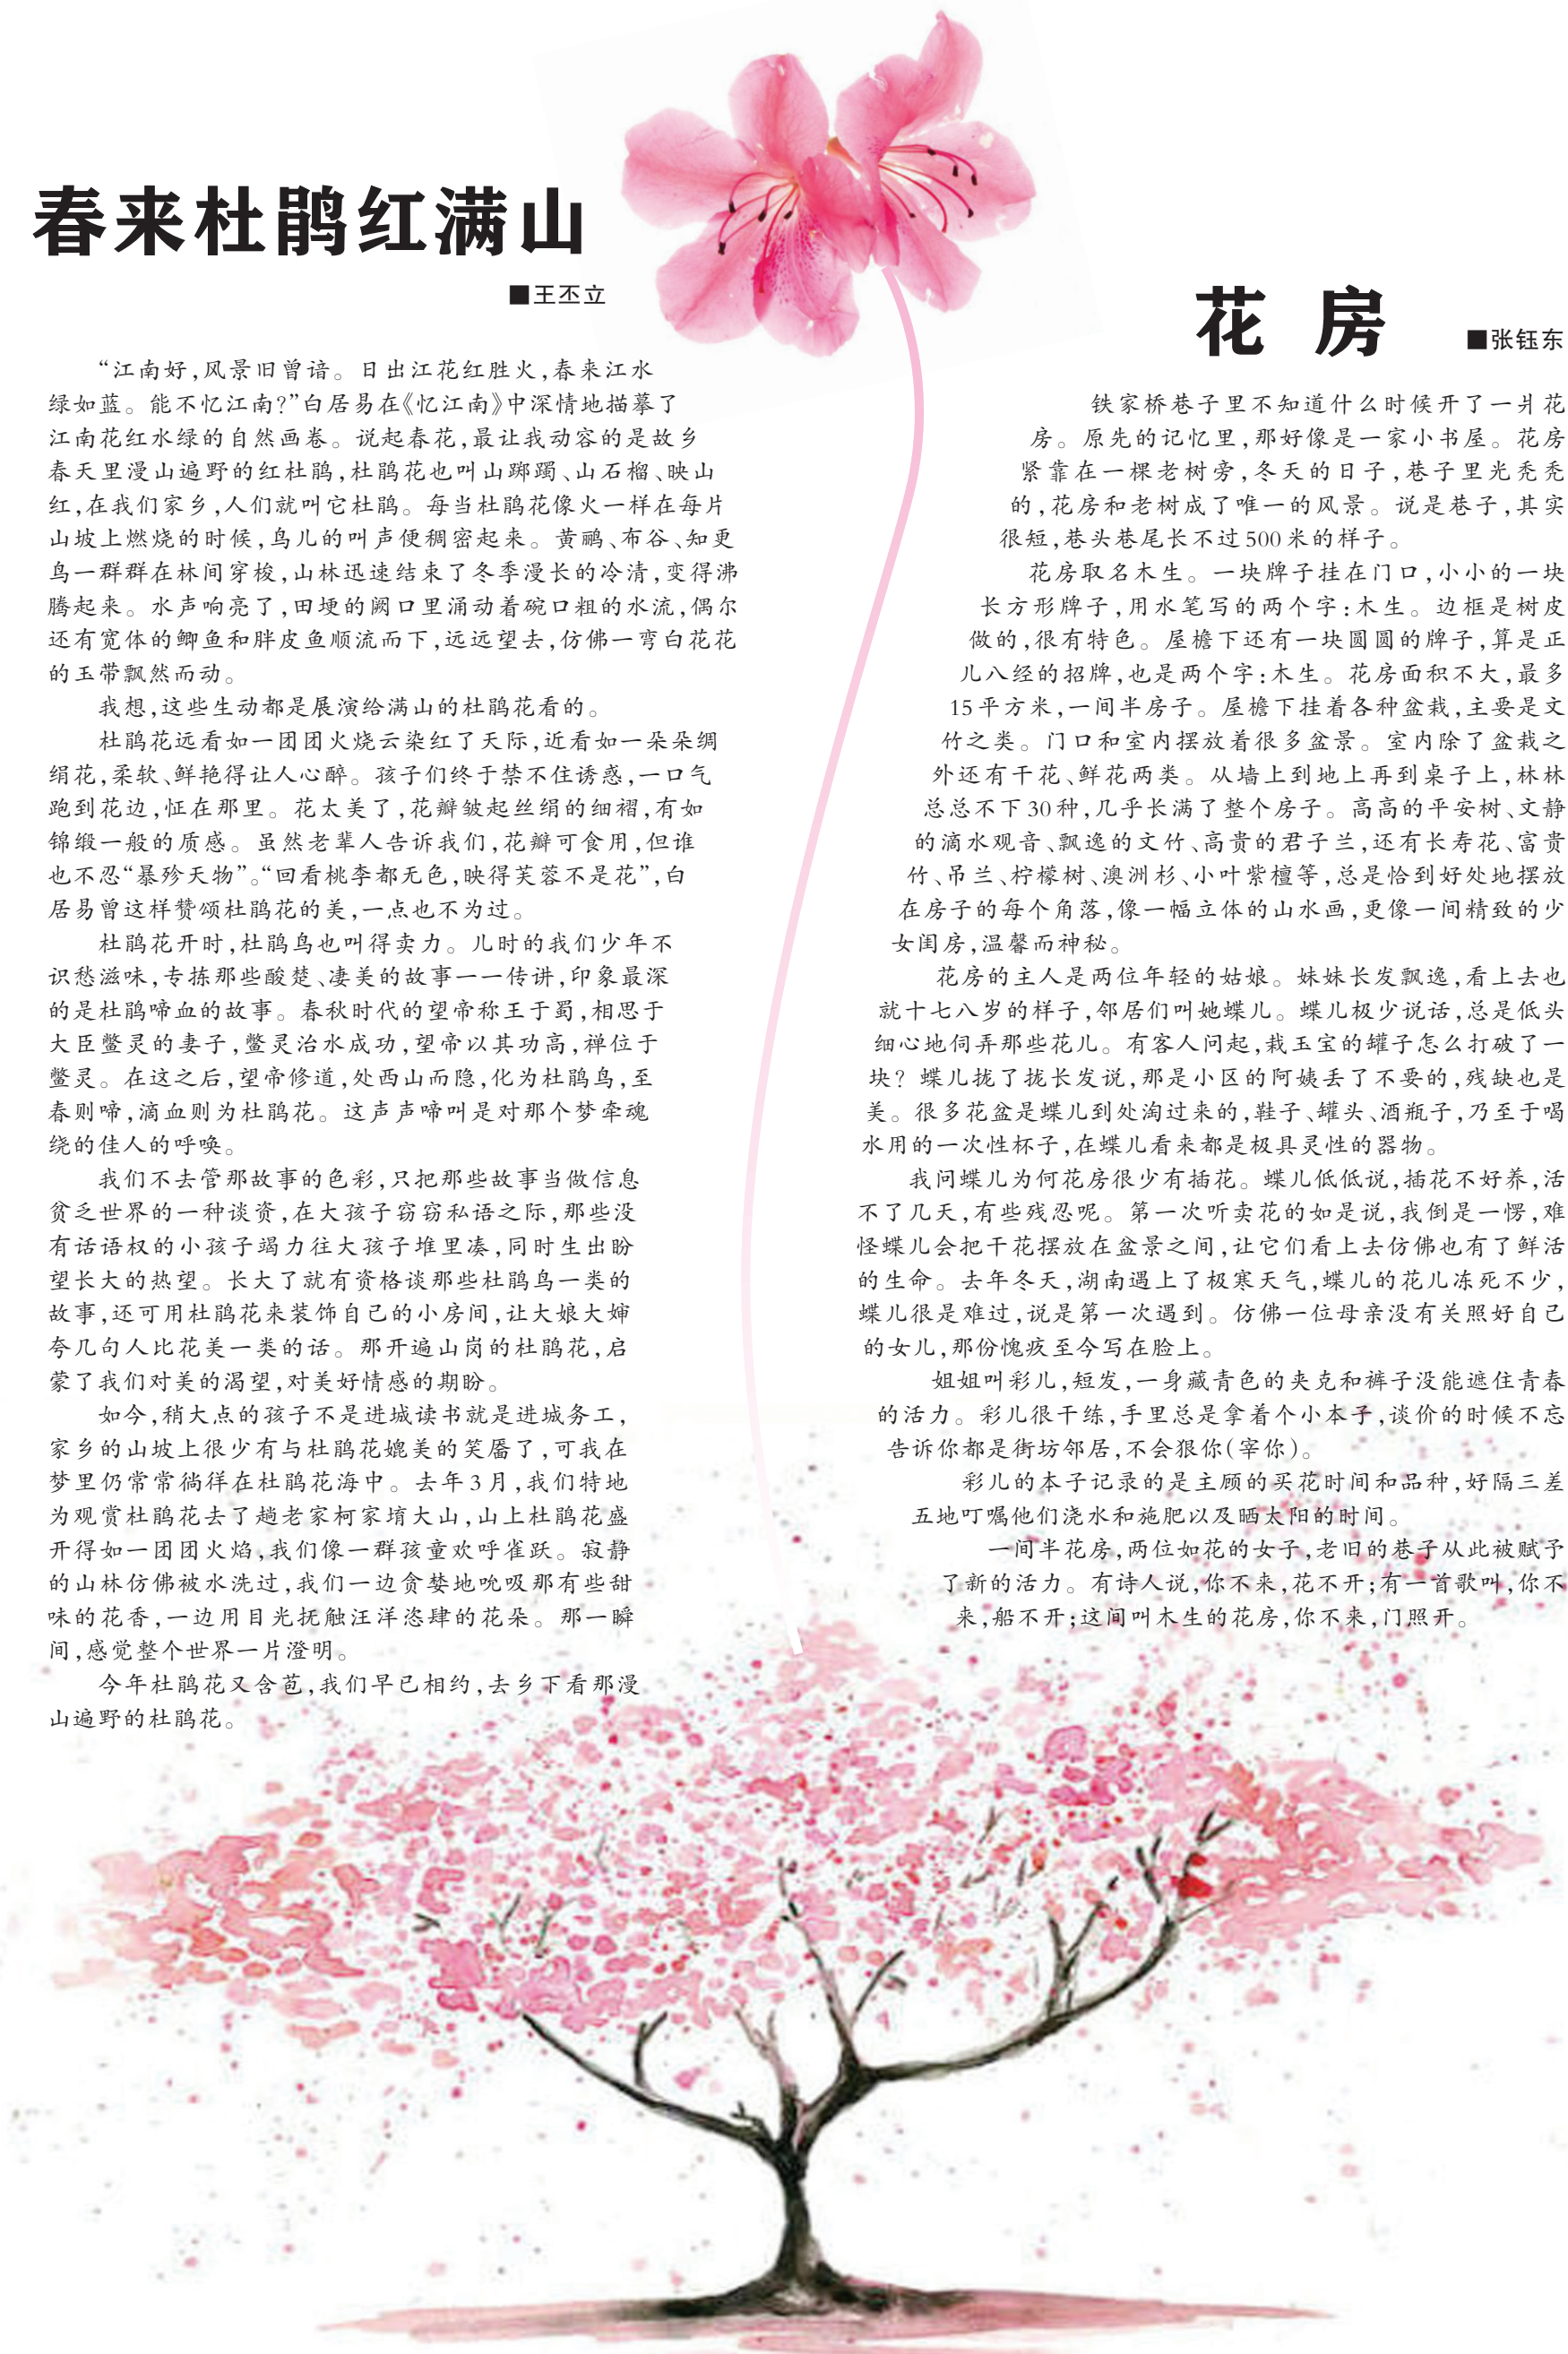 春来杜鹃红满山
■王丕立
“江南好,风景旧曾谙。日出江花红胜火,春来江水
绿如蓝。能不忆江南?”白居易在《忆江南》中深情地描摹了
江南花红水绿的自然画卷。说起春花,最让我动容的是故乡
春天里漫山遍野的红杜鹃,杜鹃花也叫山踯躅、山石榴、映山
红,在我们家乡,人们就叫它杜鹃。每当杜鹃花像火一样在每片
山坡上燃烧的时候,鸟儿的叫声便稠密起来。黄鹂、布谷、知更
鸟一群群在林间穿梭,山林迅速结束了冬季漫长的冷清,变得沸
腾起来。水声响亮了,田埂的阙口里涌动着碗口粗的水流,偶尔
还有宽体的鲫鱼和胖皮鱼顺流而下,远远望去,仿佛一弯白花花
的玉带飘然而动。
我想,这些生动都是展演给满山的杜鹃花看的。
杜鹃花远看如一团团火烧云染红了天际,近看如一朵朵绸
绢花,柔软、鲜艳得让人心醉。孩子们终于禁不住诱惑,一口气
跑到花边,怔在那里。花太美了,花瓣皱起丝绢的细褶,有如
锦缎一般的质感。虽然老辈人告诉我们,花瓣可食用,但谁
也不忍“暴殄天物”。“回看桃李都无色,映得芙蓉不是花”,白
居易曾这样赞颂杜鹃花的美,一点也不为过。
杜鹃花开时,杜鹃鸟也叫得卖力。儿时的我们少年不
识愁滋味,专拣那些酸楚、凄美的故事一一传讲,印象最深
的是杜鹃啼血的故事。春秋时代的望帝称王于蜀,相思于
大臣鳖灵的妻子,鳖灵治水成功,望帝以其功高,禅位于
鳖灵。在这之后,望帝修道,处西山而隐,化为杜鹃鸟,至
春则啼,滴血则为杜鹃花。这声声啼叫是对那个梦牵魂
绕的佳人的呼唤。
我们不去管那故事的色彩,只把那些故事当做信息
贫乏世界的一种谈资,在大孩子窃窃私语之际,那些没
有话语权的小孩子竭力往大孩子堆里凑,同时生出盼
望长大的热望。长大了就有资格谈那些杜鹃鸟一类的
故事,还可用杜鹃花来装饰自己的小房间,让大娘大婶
夸几句人比花美一类的话。那开遍山岗的杜鹃花,启
蒙了我们对美的渴望,对美好情感的期盼。
如今,稍大点的孩子不是进城读书就是进城务工,
家乡的山坡上很少有与杜鹃花媲美的笑靥了,可我在
梦里仍常常徜徉在杜鹃花海中。去年3月,我们特地
为观赏杜鹃花去了趟老家柯家堉大山,山上杜鹃花盛
开得如一团团火焰,我们像一群孩童欢呼雀跃。寂静
的山林仿佛被水洗过,我们一边贪婪地吮吸那有些甜
味的花香,一边用目光抚触汪洋恣肆的花朵。那一瞬
间,感觉整个世界一片澄明。
今年杜鹃花又含苞,我们早已相约,去乡下看那漫
山遍野的杜鹃花。
花 房
■张钰东
铁家桥巷子里不知道什么时候开了一爿花
房。原先的记忆里,那好像是一家小书屋。花房
紧靠在一棵老树旁,冬天的日子,巷子里光秃秃
的,花房和老树成了唯一的风景。说是巷子,其实
很短,巷头巷尾长不过500米的样子。
花房取名木生。一块牌子挂在门口,小小的一块
长方形牌子,用水笔写的两个字:木生。边框是树皮
做的,很有特色。屋檐下还有一块圆圆的牌子,算是正
儿八经的招牌,也是两个字:木生。花房面积不大,最多
15平方米,一间半房子。屋檐下挂着各种盆栽,主要是文
竹之类。门口和室内摆放着很多盆景。室内除了盆栽之
外还有干花、鲜花两类。从墙上到地上再到桌子上,林林
总总不下30种,几乎长满了整个房子。高高的平安树、文静
的滴水观音、飘逸的文竹、高贵的君子兰,还有长寿花、富贵
竹、吊兰、柠檬树、澳洲杉、小叶紫檀等,总是恰到好处地摆放
在房子的每个角落,像一幅立体的山水画,更像一间精致的少
女闺房,温馨而神秘。
花房的主人是两位年轻的姑娘。妹妹长发飘逸,看上去也
就十七八岁的样子,邻居们叫她蝶儿。蝶儿极少说话,总是低头
细心地伺弄那些花儿。有客人问起,栽玉宝的罐子怎么打破了一
块?蝶儿拢了拢长发说,那是小区的阿姨丢了不要的,残缺也是
美。很多花盆是蝶儿到处淘过来的,鞋子、罐头、酒瓶子,乃至于喝
水用的一次性杯子,在蝶儿看来都是极具灵性的器物。
我问蝶儿为何花房很少有插花。蝶儿低低说,插花不好养,活
不了几天,有些残忍呢。第一次听卖花的如是说,我倒是一愣,难
怪蝶儿会把干花摆放在盆景之间,让它们看上去仿佛也有了鲜活
的生命。去年冬天,湖南遇上了极寒天气,蝶儿的花儿冻死不少,
蝶儿很是难过,说是第一次遇到。仿佛一位母亲没有关照好自己
的女儿,那份愧疚至今写在脸上。
姐姐叫彩儿,短发,一身藏青色的夹克和裤子没能遮住青春
的活力。彩儿很干练,手里总是拿着个小本子,谈价的时候不忘
告诉你都是街坊邻居,不会狠你(宰你)。
彩儿的本子记录的是主顾的买花时间和品种,好隔三差
五地叮嘱他们浇水和施肥以及晒太阳的时间。
一间半花房,两位如花的女子,老旧的巷子从此被赋予
了新的活力。有诗人说,你不来,花不开;有一首歌叫,你不
来,船不开;这间叫木生的花房,你不来,门照开。